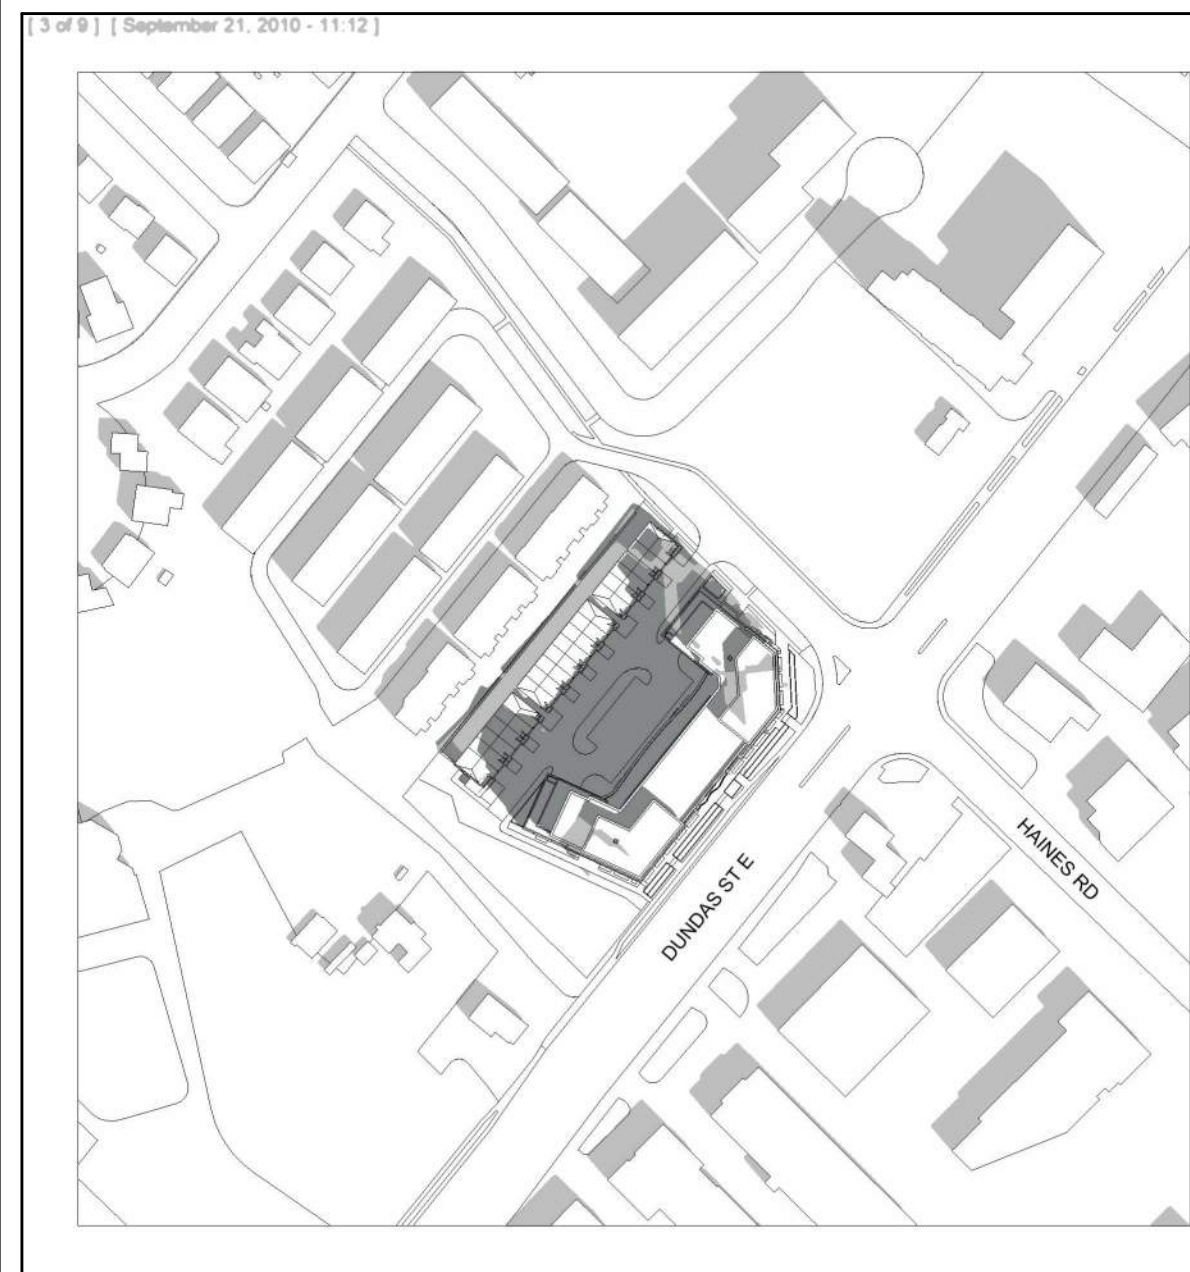 [ 3 of 9 ] [ September 21, 2010 - 11:12 ]
HAINES RD
DUNDAS ST E